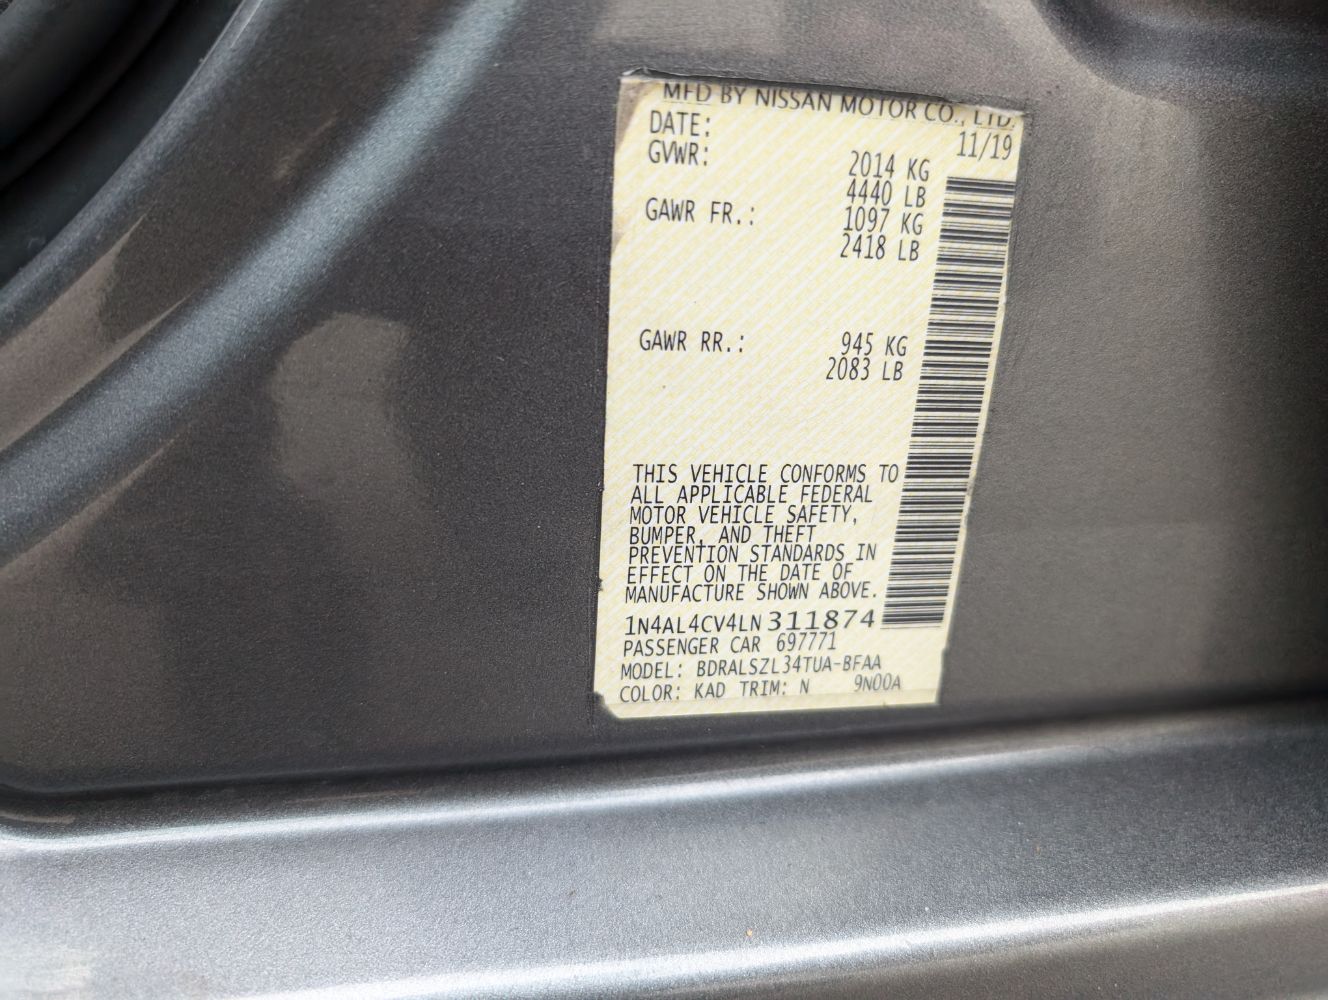 MFD BY NISSAN MOTOR CO., LTD.
DATE: 11/19
GVWR: 2014 KG
4440 LB
GAWR FR.: 1097 KG
2418 LB
GAWR RR.: 945 KG
2083 LB
THIS VEHICLE CONFORMS TO
ALL APPLICABLE FEDERAL
MOTOR VEHICLE SAFETY,
BUMPER, AND THEFT
PREVENTION STANDARDS IN
EFFECT ON THE DATE OF
MANUFACTURE SHOWN ABOVE.
1N4AL4CV4LN311874
PASSENGER CAR 697771
MODEL: BDRALSZL34TUA-BFAA
COLOR: KAD TRIM: N 9N00A